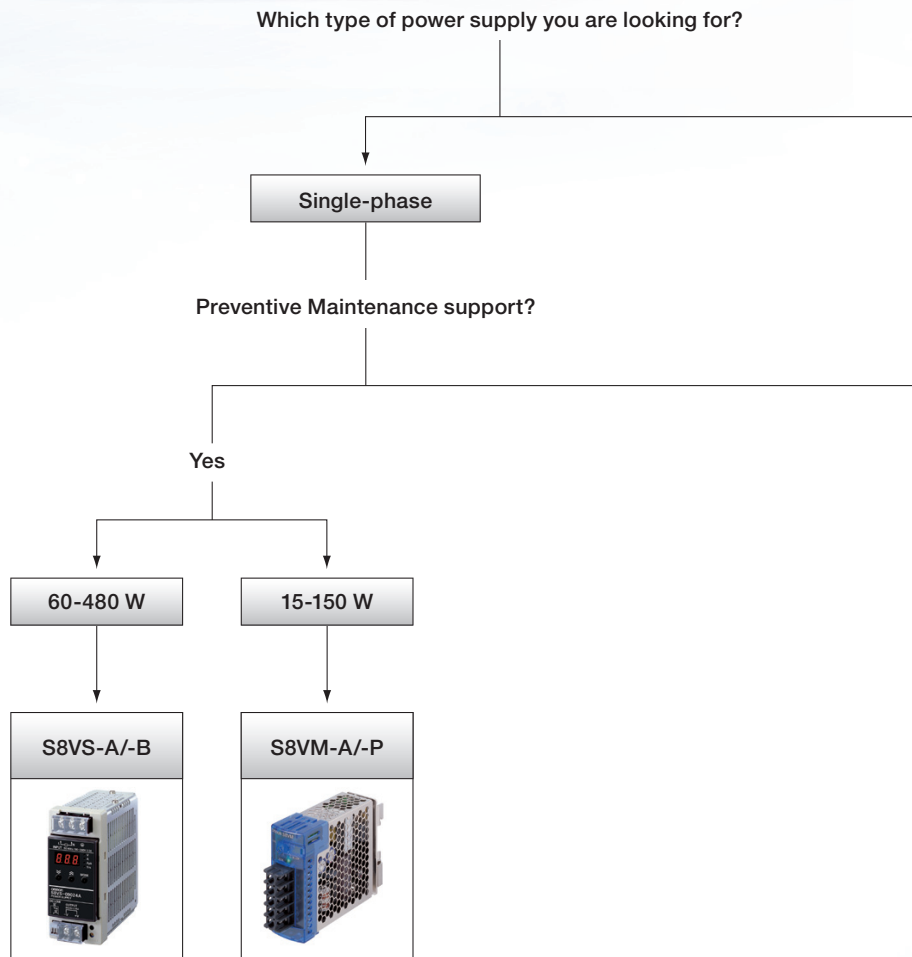 Which type of power supply you are looking for?
Single-phase
Preventive Maintenance support?
Yes
60-480 W
15-150 W
S8VS-A/-B
S8VM-A/-P